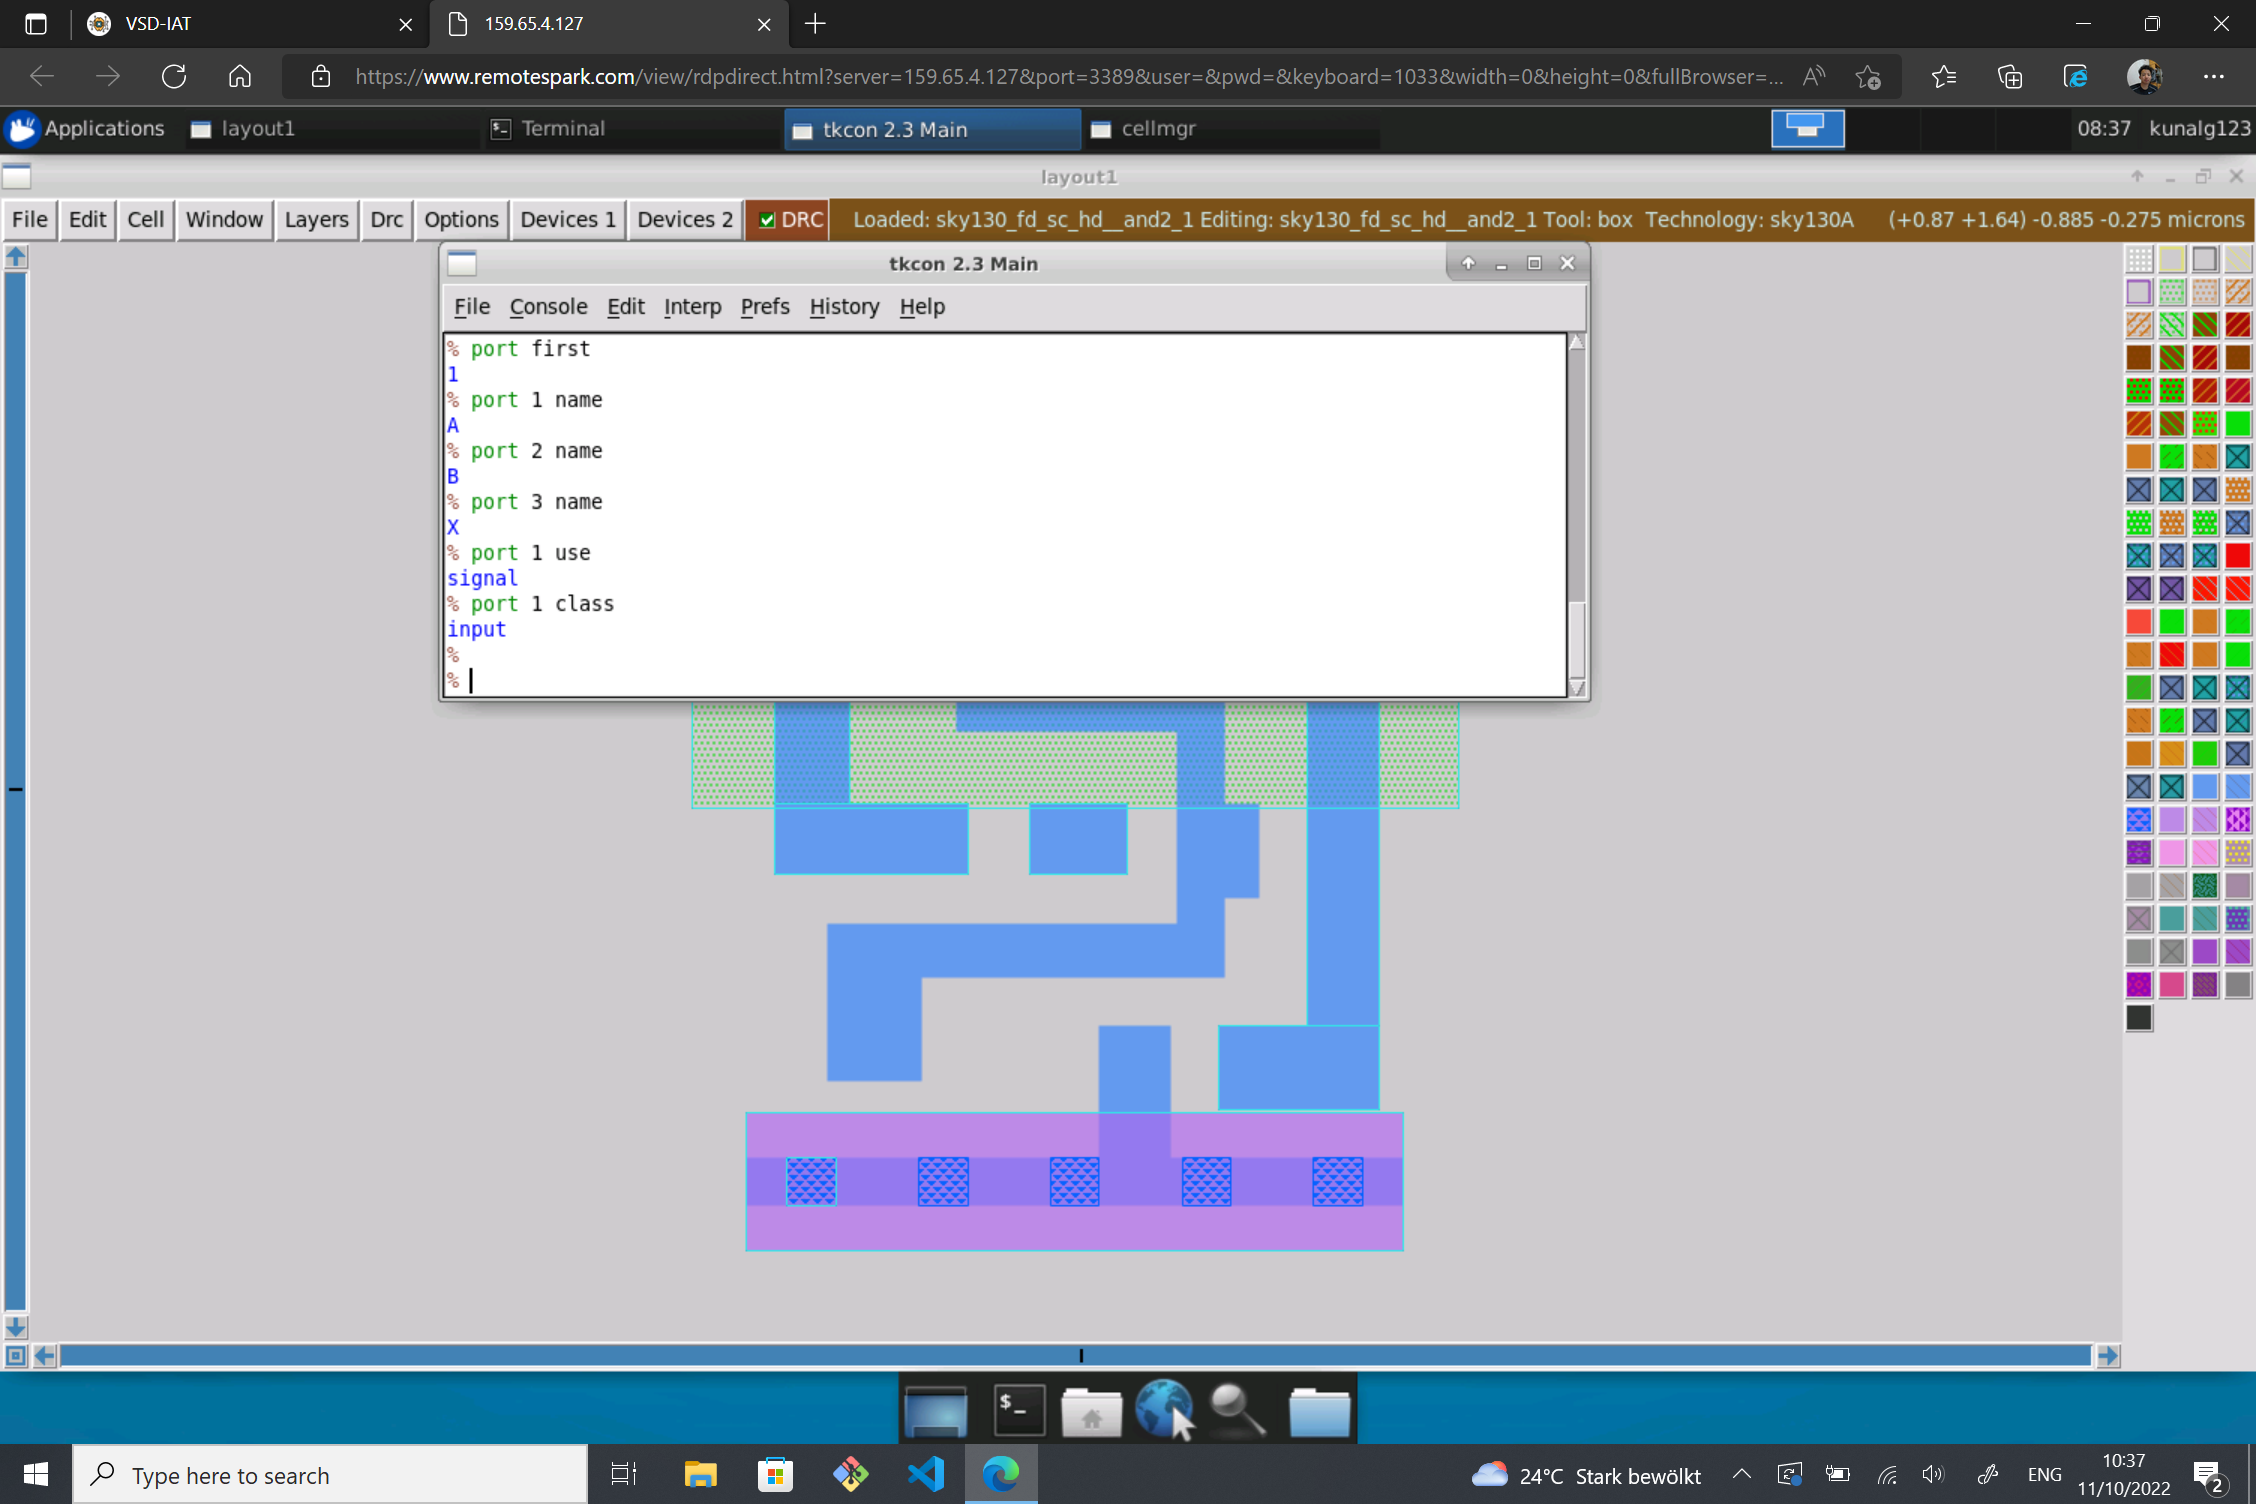 VSD-IAT
159.65.4.127
https://www.remotespark.com/view/rdpdirect.html?server=159.65.4.127&port=3389&user=&pwd=&keyboard=1033&width=0&height=0&fullBrowser=...
Applications
layout1
Terminal
tkcon 2.3 Main
cellmgr
08:37
kunalg123
layout1
File
Edit
Cell
Window
Layers
Drc
Options
Devices 1
Devices 2
DRC
Loaded: sky130_fd_sc_hd__and2_1 Editing: sky130_fd_sc_hd__and2_1 Tool: box Technology: sky130A
(+0.87 +1.64) -0.885 -0.275 microns
tkcon 2.3 Main
File
Console
Edit
Interp
Prefs
History
Help
% port first
1
% port 1 name
A
% port 2 name
B
% port 3 name
X
% port 1 use
signal
% port 1 class
input
%
%
$_
Type here to search
24°C Stark bewölkt
ENG
10:37
11/10/2022
2